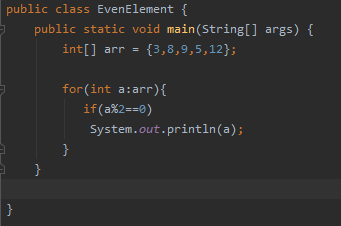 public class EvenElement {
    public static void main(String[] args) {
        int[] arr = {3,8,9,5,12};
        for(int a:arr){
           if(a%2==0)
            System.out.println(a);
        }
    }
}